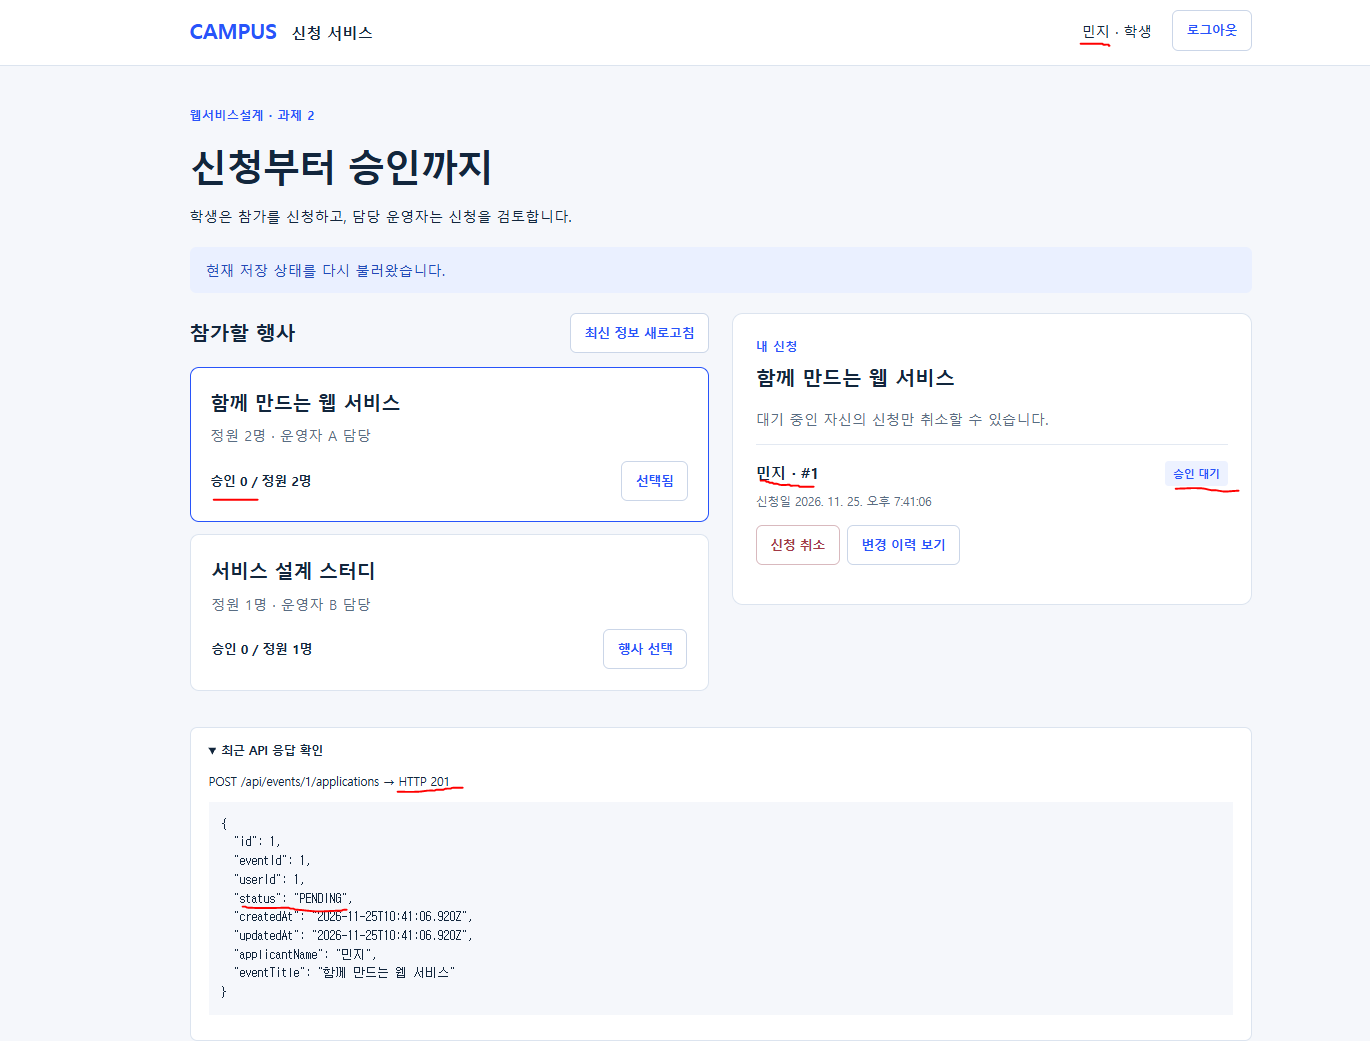 CAMPUS 신청 서비스
민지 · 학생
로그아웃
웹서비스설계 · 과제 2
신청부터 승인까지
학생은 참가를 신청하고, 담당 운영자는 신청을 검토합니다.
현재 저장 상태를 다시 불러왔습니다.
참가할 행사
최신 정보 새로고침
함께 만드는 웹 서비스
정원 2명 · 운영자 A 담당
승인 0 / 정원 2명
선택됨
서비스 설계 스터디
정원 1명 · 운영자 B 담당
승인 0 / 정원 1명
행사 선택
내 신청
함께 만드는 웹 서비스
대기 중인 자신의 신청만 취소할 수 있습니다.
민지 · #1
승인 대기
신청일 2026. 11. 25. 오후 7:41:06
신청 취소
변경 이력 보기
▼ 최근 API 응답 확인
POST /api/events/1/applications → HTTP 201
{
"id": 1,
"eventId": 1,
"userId": 1,
"status": "PENDING",
"createdAt": "2026-11-25T10:41:06.920Z",
"updatedAt": "2026-11-25T10:41:06.920Z",
"applicantName": "민지",
"eventTitle": "함께 만드는 웹 서비스"
}